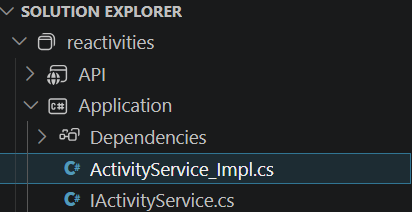 SOLUTION EXPLORER
reactivities
API
C# Application
Dependencies
C# ActivityService_Impl.cs
C# IActivityService.cs